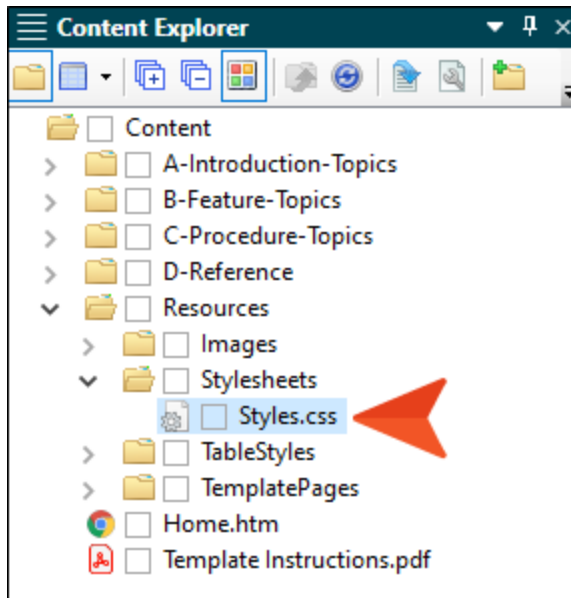 Content Explorer
Content
A-Introduction-Topics
B-Feature-Topics
C-Procedure-Topics
D-Reference
Resources
Images
Stylesheets
Styles.css
TableStyles
TemplatePages
Home.htm
Template Instructions.pdf